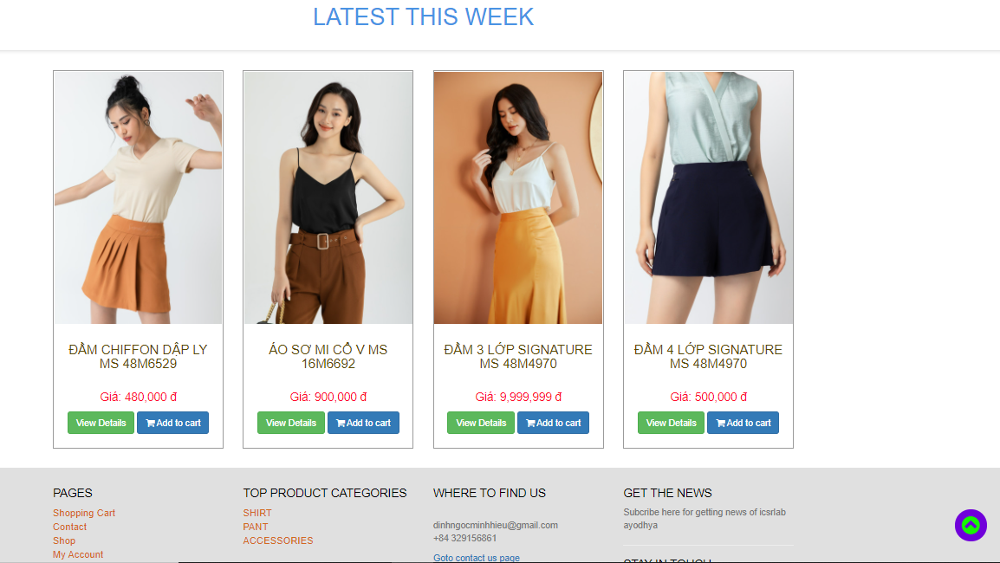 LATEST THIS WEEK
ĐẦM CHIFFON DẬP LY
MS 48M6529
Giá: 480,000 đ
View Details Add to cart
ÁO SƠ MI CỔ V MS
16M6692
Giá: 900,000 đ
View Details Add to cart
ĐẦM 3 LỚP SIGNATURE
MS 48M4970
Giá: 9,999,999 đ
View Details Add to cart
ĐẦM 4 LỚP SIGNATURE
MS 48M4970
Giá: 500,000 đ
View Details Add to cart
PAGES
Shopping Cart
Contact
Shop
My Account
TOP PRODUCT CATEGORIES
SHIRT
PANT
ACCESSORIES
WHERE TO FIND US
dinhngocminhhieu@gmail.com
+84 329156861
Goto contact us page
GET THE NEWS
Subcribe here for getting news of icsrlab
ayodhya
STAY IN TOUCH